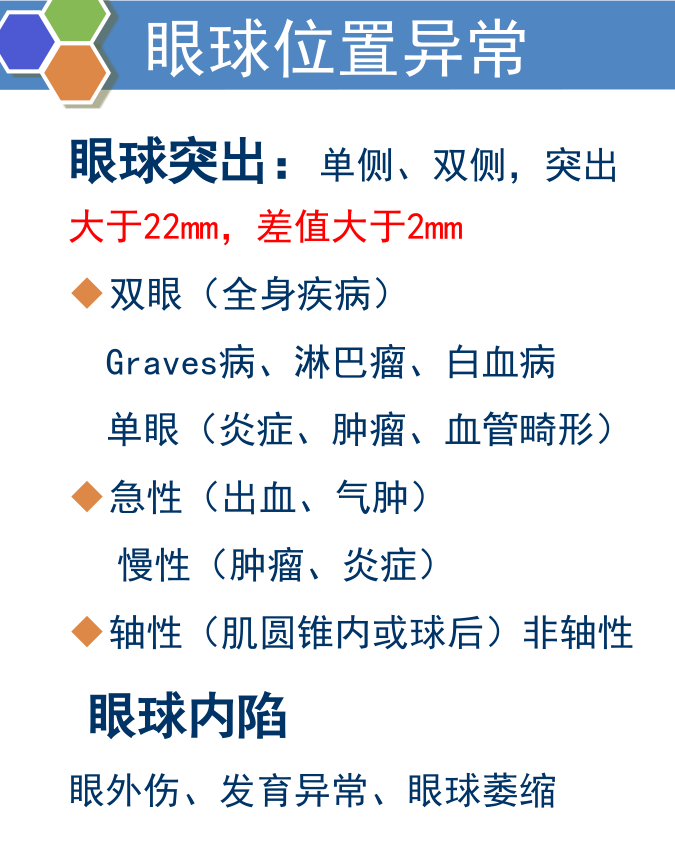 眼球位置异常
眼球突出：单侧、双侧，突出
大于22mm，差值大于2mm
双眼（全身疾病）
Graves病、淋巴瘤、白血病
单眼（炎症、肿瘤、血管畸形）
急性（出血、气肿）
慢性（肿瘤、炎症）
轴性（肌圆锥内或球后）非轴性
眼球内陷
眼外伤、发育异常、眼球萎缩